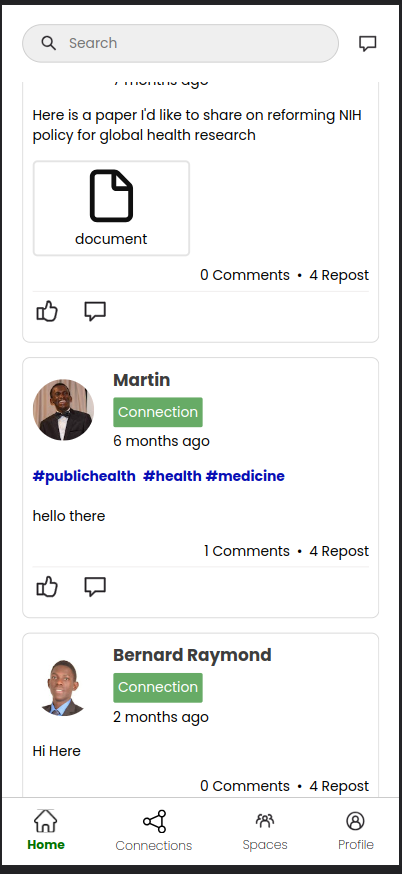 Search
7 months ago
Here is a paper I'd like to share on reforming NIH
policy for global health research
document
0 Comments • 4 Repost
Martin
Connection
6 months ago
#publichealth #health #medicine
hello there
1 Comments • 4 Repost
Bernard Raymond
Connection
2 months ago
Hi Here
0 Comments • 4 Repost
Home Connections Spaces Profile